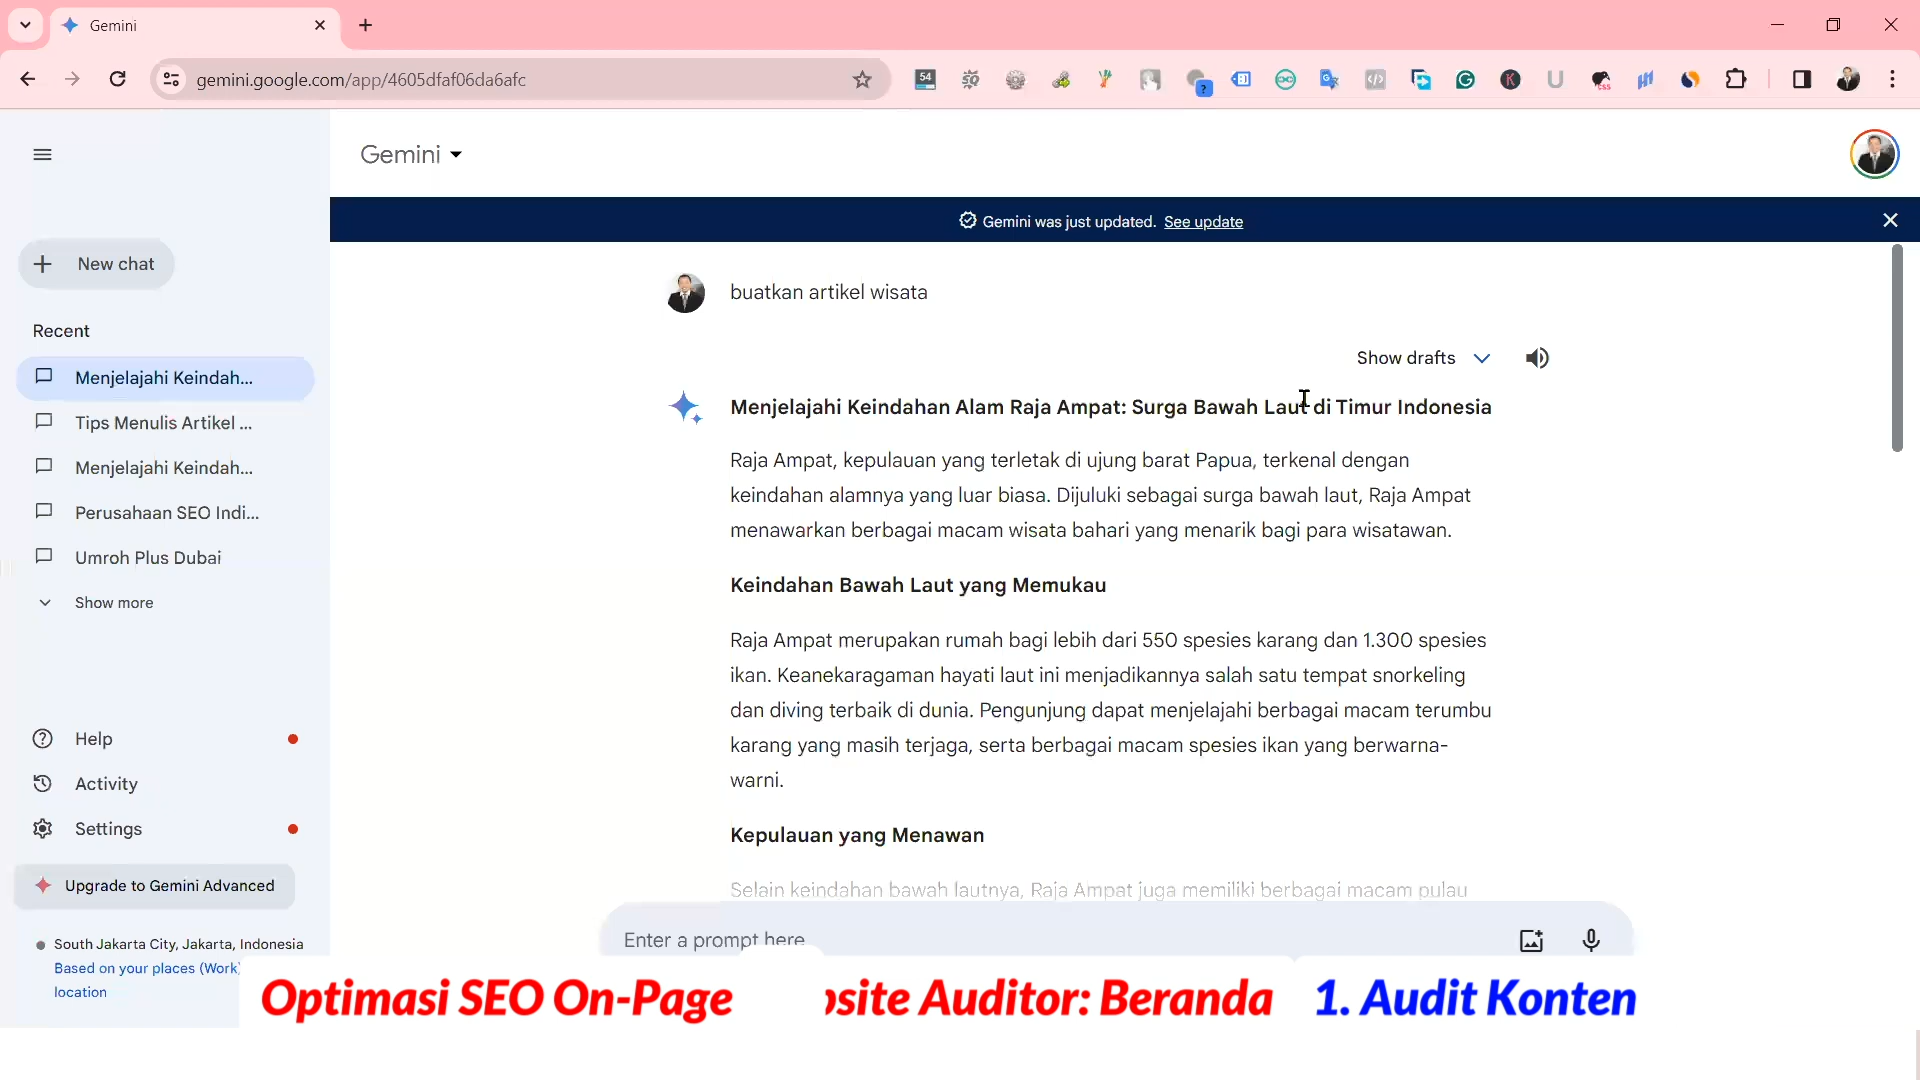 Gemini
gemini.google.com/app/4605dfaf06da6afc
54
Gemini
Gemini was just updated. See update
New chat
Recent
Menjelajahi Keindah...
Tips Menulis Artikel ...
Menjelajahi Keindah...
Perusahaan SEO Indi...
Umroh Plus Dubai
Show more
Help
Activity
Settings
Upgrade to Gemini Advanced
South Jakarta City, Jakarta, Indonesia
Based on your places (Work)
location
buatkan artikel wisata
Show drafts
Menjelajahi Keindahan Alam Raja Ampat: Surga Bawah Laut di Timur Indonesia
Raja Ampat, kepulauan yang terletak di ujung barat Papua, terkenal dengan
keindahan alamnya yang luar biasa. Dijuluki sebagai surga bawah laut, Raja Ampat
menawarkan berbagai macam wisata bahari yang menarik bagi para wisatawan.
Keindahan Bawah Laut yang Memukau
Raja Ampat merupakan rumah bagi lebih dari 550 spesies karang dan 1.300 spesies
ikan. Keanekaragaman hayati laut ini menjadikannya salah satu tempat snorkeling
dan diving terbaik di dunia. Pengunjung dapat menjelajahi berbagai macam terumbu
karang yang masih terjaga, serta berbagai macam spesies ikan yang berwarna-
warni.
Kepulauan yang Menawan
Selain keindahan bawah lautnya, Raja Ampat juga memiliki berbagai macam pulau
Enter a prompt here
Optimasi SEO On-Page
site Auditor: Beranda
1. Audit Konten